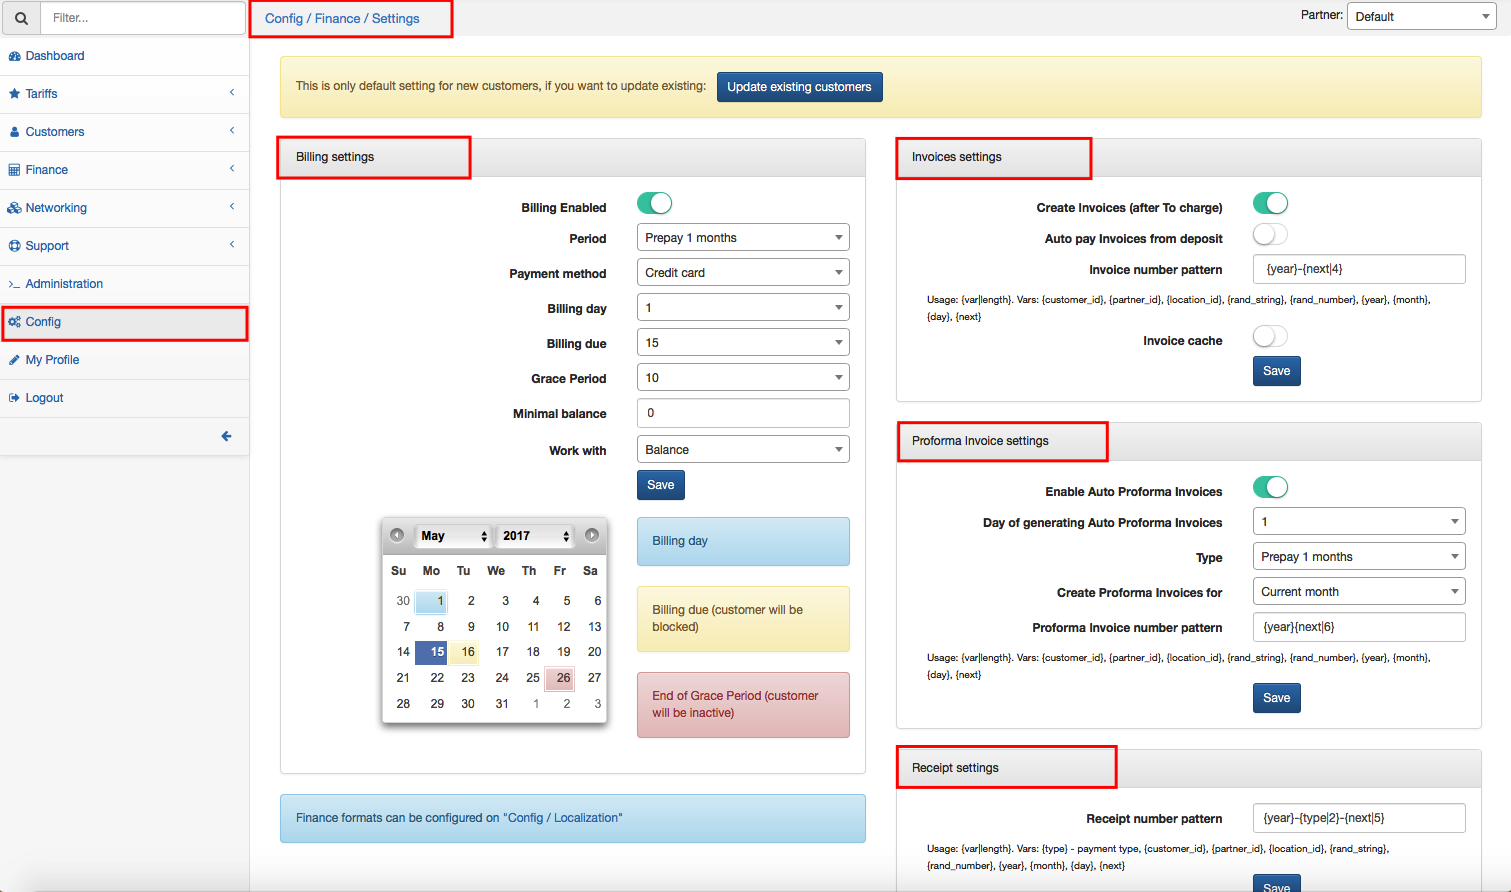 Filter...
Config / Finance / Settings
Partner:
Default
Dashboard
Tariffs
Customers
Finance
Networking
Support
Administration
Config
My Profile
Logout
This is only default setting for new customers, if you want to update existing:
Update existing customers
Billing settings
Billing Enabled
Period
Prepay 1 months
Payment method
Credit card
Billing day
1
Billing due
15
Grace Period
10
Minimal balance
0
Work with
Balance
Save
May
2017
Su Mo Tu We Th Fr Sa
30 1 2 3 4 5 6
7 8 9 10 11 12 13
14 15 16 17 18 19 20
21 22 23 24 25 26 27
28 29 30 31 1 2 3
Billing day
Billing due (customer will be
blocked)
End of Grace Period (customer
will be inactive)
Finance formats can be configured on "Config / Localization"
Invoices settings
Create Invoices (after To charge)
Auto pay Invoices from deposit
Invoice number pattern
{year}-{next|4}
Usage: {var|length}. Vars: {customer_id}, {partner_id}, {location_id}, {rand_string}, {rand_number}, {year}, {month},
{day}, {next}
Invoice cache
Save
Proforma Invoice settings
Enable Auto Proforma Invoices
Day of generating Auto Proforma Invoices
1
Type
Prepay 1 months
Create Proforma Invoices for
Current month
Proforma Invoice number pattern
{year}{next|6}
Usage: {var|length}. Vars: {customer_id}, {partner_id}, {location_id}, {rand_string}, {rand_number}, {year}, {month},
{day}, {next}
Save
Receipt settings
Receipt number pattern
{year}-{type|2}-{next|5}
Usage: {var|length}. Vars: {type} - payment type, {customer_id}, {partner_id}, {location_id}, {rand_string},
{rand_number}, {year}, {month}, {day}, {next}
Save